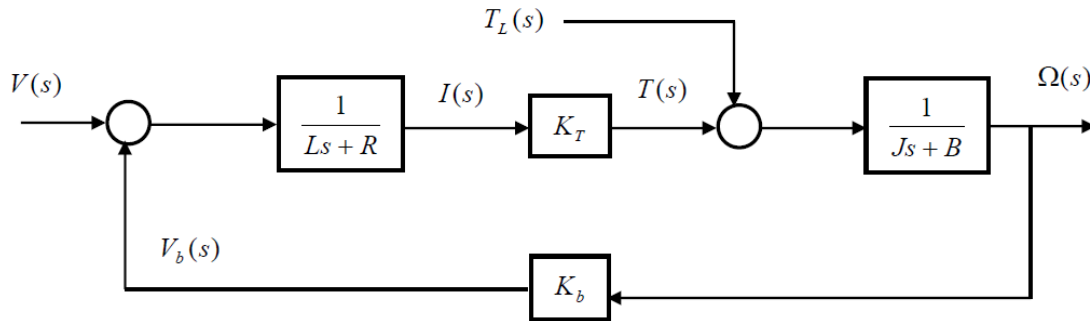 T_L(s)
V(s)
1
Ls + R
I(s)
K_T
T(s)
1
Js + B
Ω(s)
V_b(s)
K_b